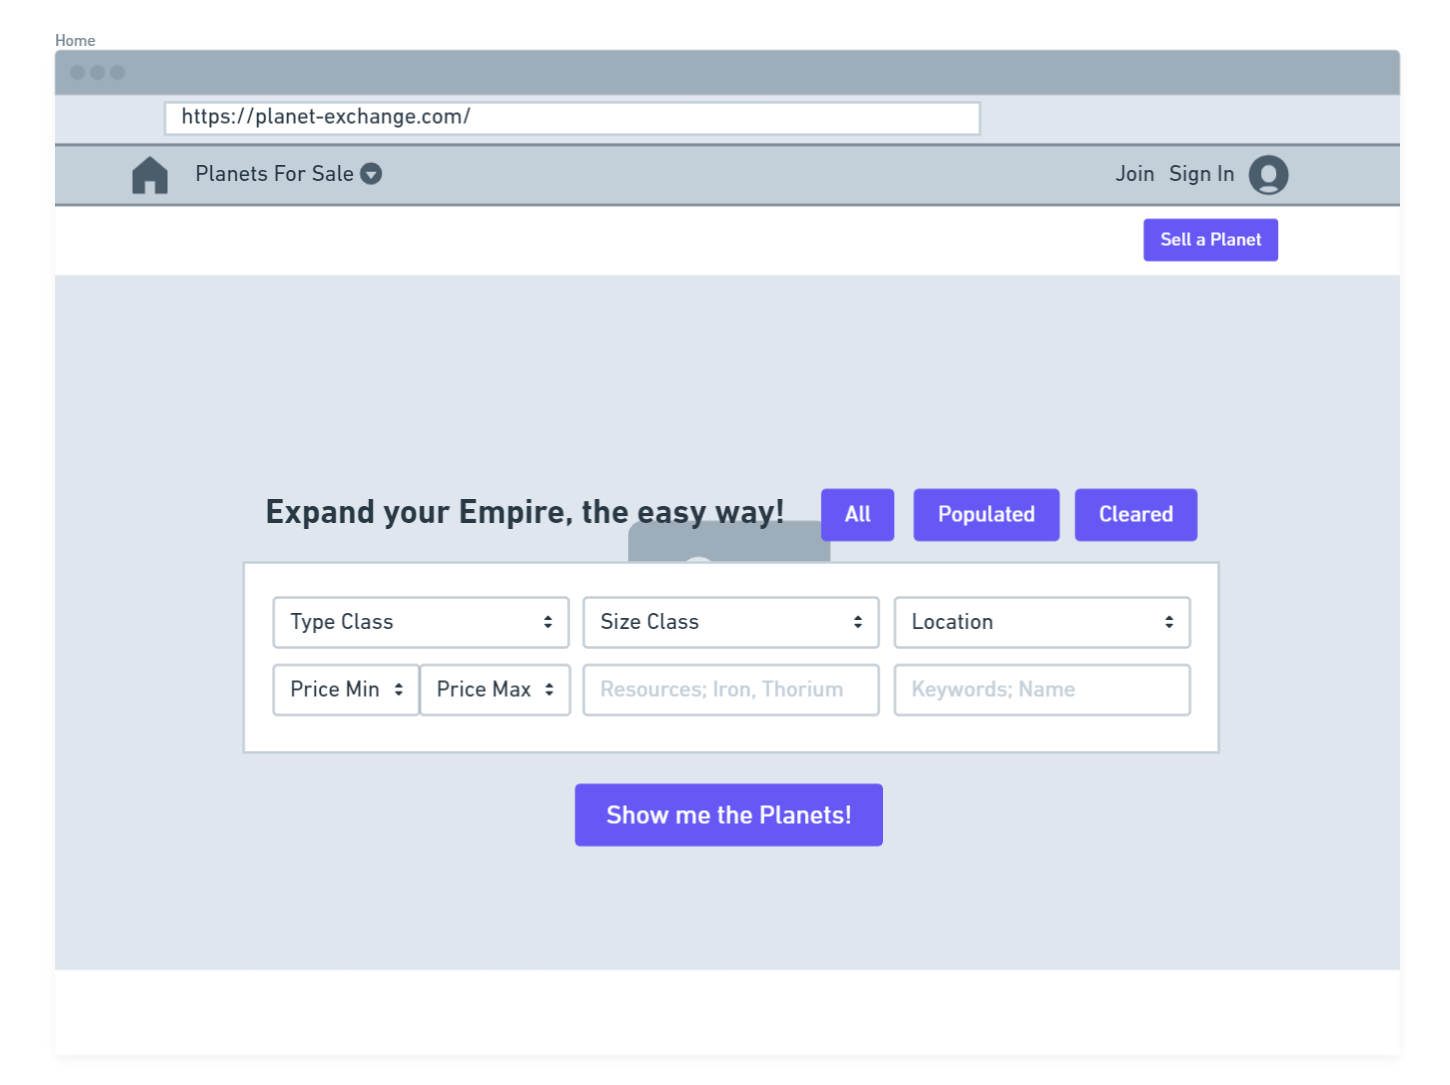 Home
https://planet-exchange.com/
Planets For Sale
Join Sign In
Sell a Planet
Expand your Empire, the easy way!
All
Populated
Cleared
Type Class
Size Class
Location
Price Min
Price Max
Resources; Iron, Thorium
Keywords; Name
Show me the Planets!